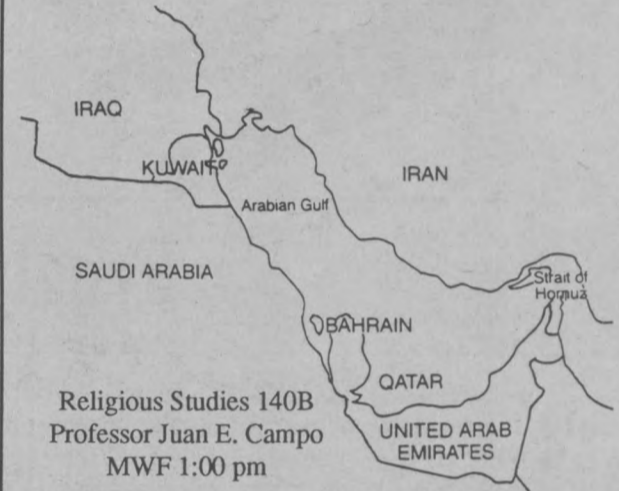 IRAQ
KUWAIT
IRAN
Arabian Gulf
SAUDI ARABIA
Strait of
Hormuz
BAHRAIN
QATAR
UNITED ARAB
EMIRATES
Religious Studies 140B
Professor Juan E. Campo
MWF 1:00 pm